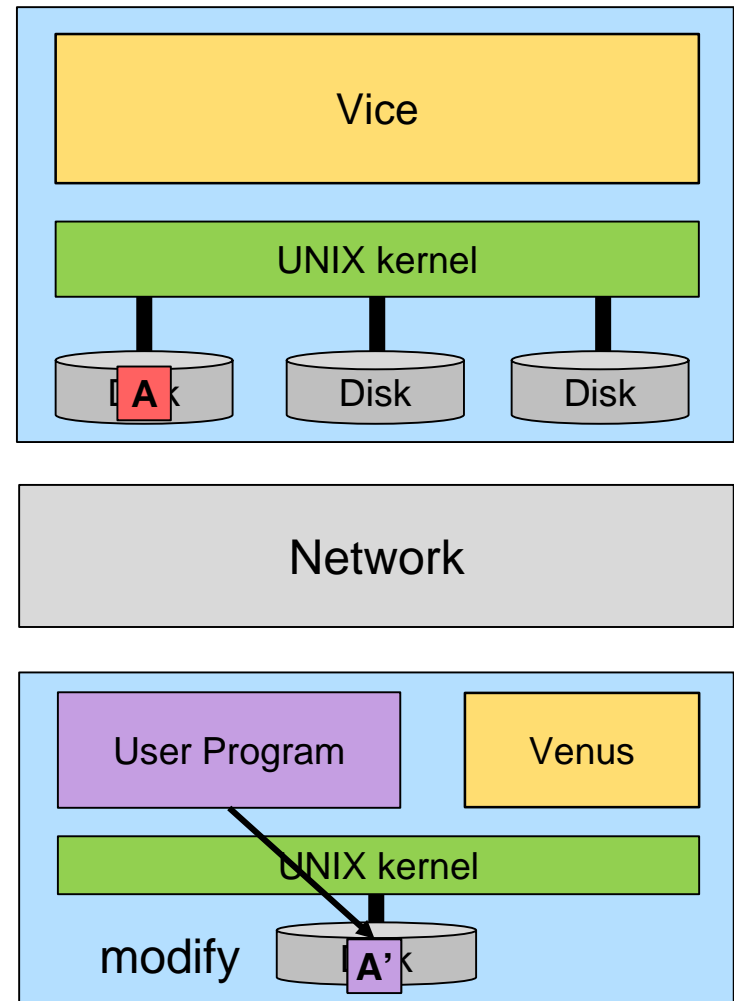 Vice
UNIX kernel
A
Disk
Disk
Network
User Program
Venus
UNIX kernel
modify
A’